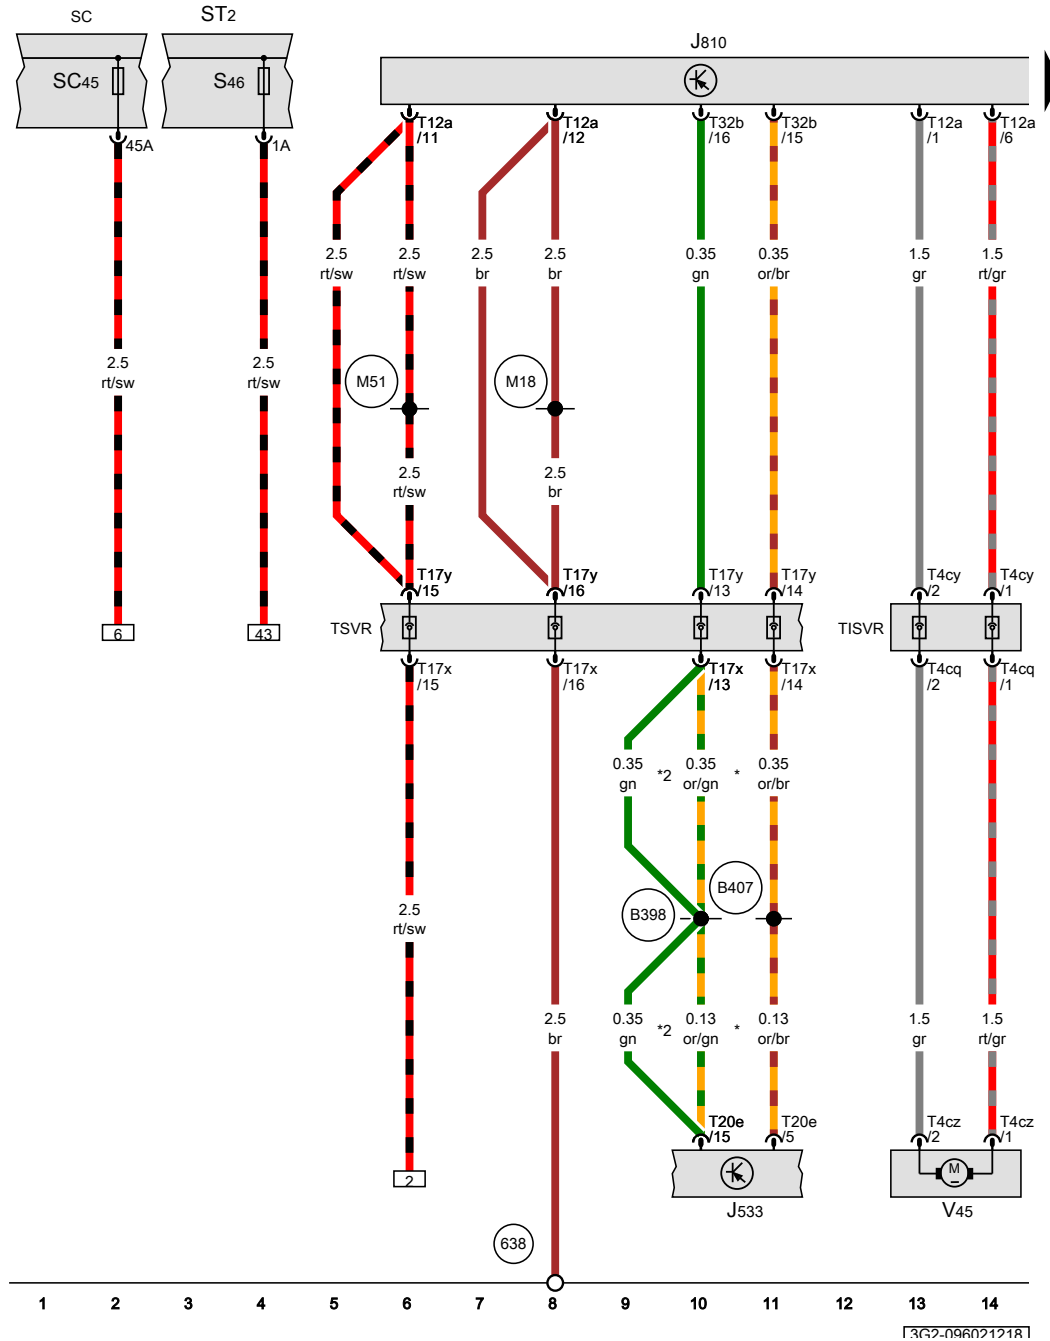 SC
ST2
J810
SC45
S46
45A
1A
T12a
/11
T12a
/12
T32b
/16
T32b
/15
T12a
/1
T12a
/6
2.5
rt/sw
2.5
rt/sw
2.5
br
2.5
br
0.35
gn
0.35
or/br
1.5
gr
1.5
rt/gr
2.5
rt/sw
2.5
rt/sw
M51
M18
2.5
rt/sw
2.5
br
T17y
/15
T17y
/16
T17y
/13
T17y
/14
T4cy
/2
T4cy
/1
6
43
TSVR
TISVR
T17x
/15
T17x
/16
T17x
/13
T17x
/14
T4cq
/2
T4cq
/1
0.35
gn
*2
0.35
or/gn
*
0.35
or/br
B407
B398
2.5
rt/sw
2.5
br
0.35
gn
*2
0.13
or/gn
*
0.13
or/br
1.5
gr
1.5
rt/gr
T20e
/15
T20e
/5
T4cz
/2
T4cz
/1
M
2
J533
V45
638
1 2 3 4 5 6 7 8 9 10 11 12 13 14
3G2-096021218